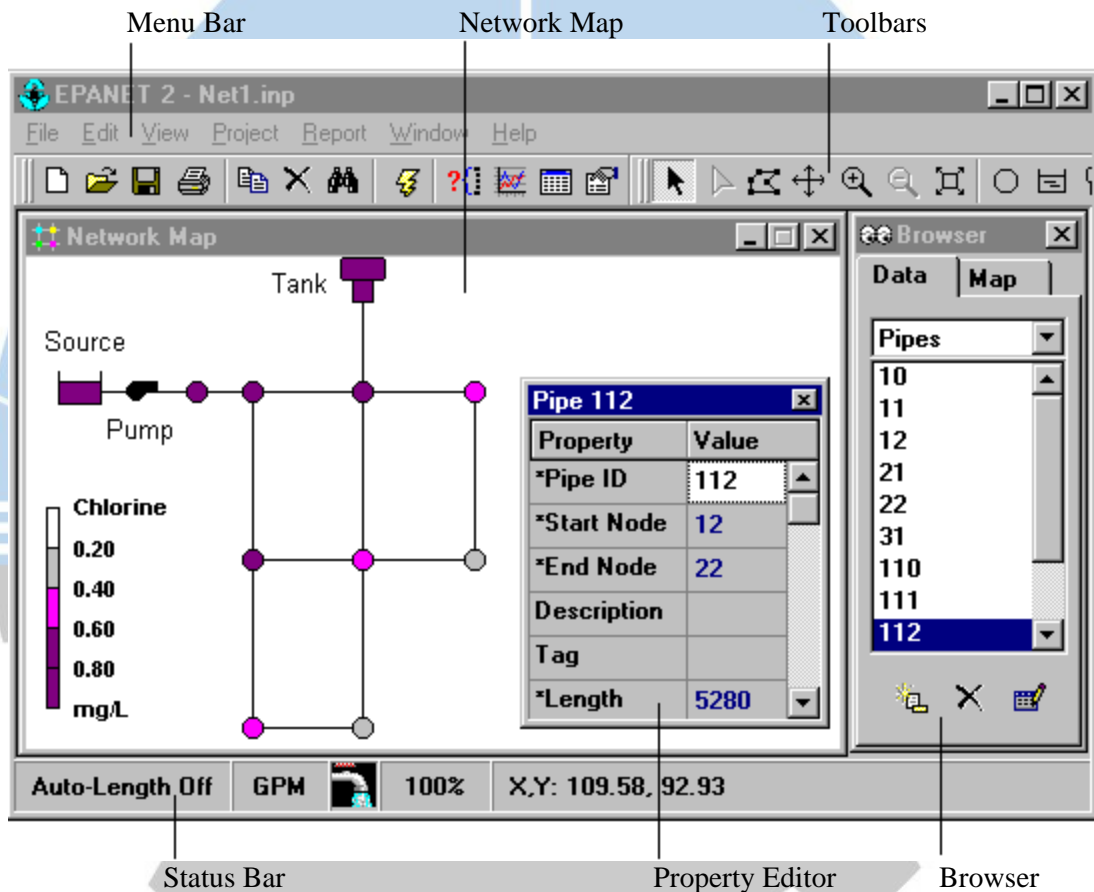 Menu Bar Network Map Toolbars
EPANET 2 - Net1.inp
File Edit View Project Report Window Help
Network Map
Tank
Source
Pump
Chlorine
0.20
0.40
0.60
0.80
mg/L
Pipe 112
Property Value
*Pipe ID 112
*Start Node 12
*End Node 22
Description
Tag
*Length 5280
Browser
Data Map
Pipes
10
11
12
21
22
31
110
111
112
Auto-Length Off GPM 100% X,Y: 109.58, 92.93
Status Bar Property Editor Browser